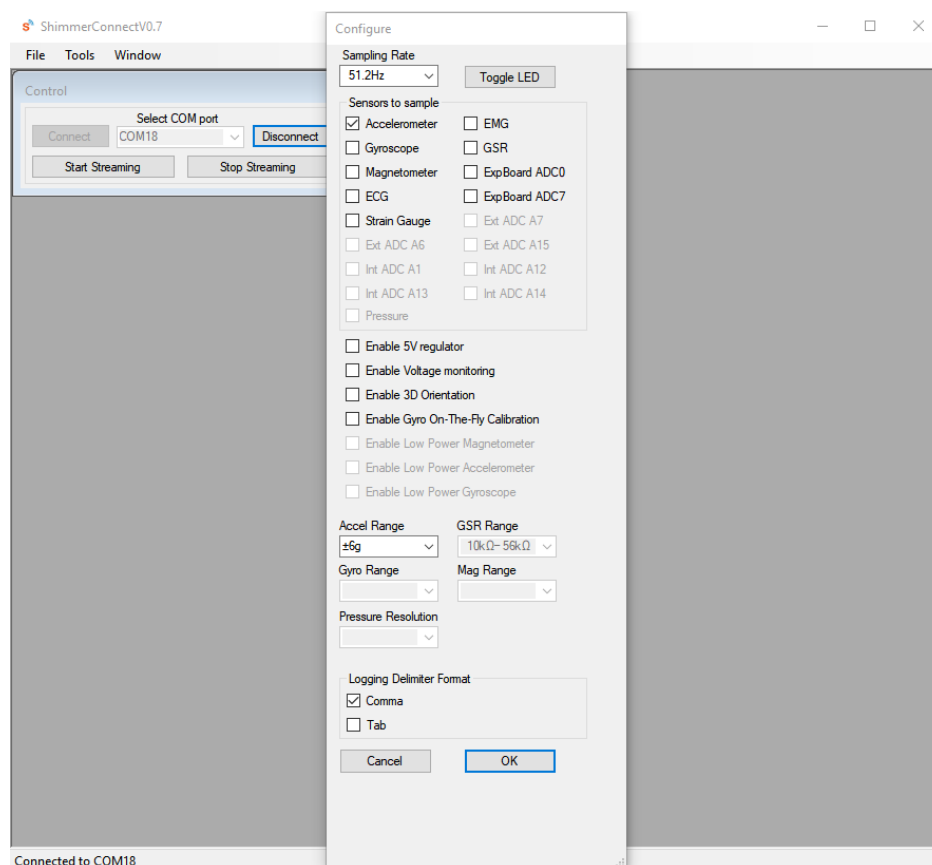 ShimmerConnectV0.7
File Tools Window
Control
Select COM port
Connect COM18 Disconnect
Start Streaming Stop Streaming
Configure
Sampling Rate
51.2Hz Toggle LED
Sensors to sample
Accelerometer EMG
Gyroscope GSR
Magnetometer ExpBoard ADC0
ECG ExpBoard ADC7
Strain Gauge Ext ADC A7
Ext ADC A6 Ext ADC A15
Int ADC A1 Int ADC A12
Int ADC A13 Int ADC A14
Pressure
Enable 5V regulator
Enable Voltage monitoring
Enable 3D Orientation
Enable Gyro On-The-Fly Calibration
Enable Low Power Magnetometer
Enable Low Power Accelerometer
Enable Low Power Gyroscope
Accel Range GSR Range
±6g 10kΩ- 56kΩ
Gyro Range Mag Range
Pressure Resolution
Logging Delimiter Format
Comma
Tab
Cancel OK
Connected to COM18